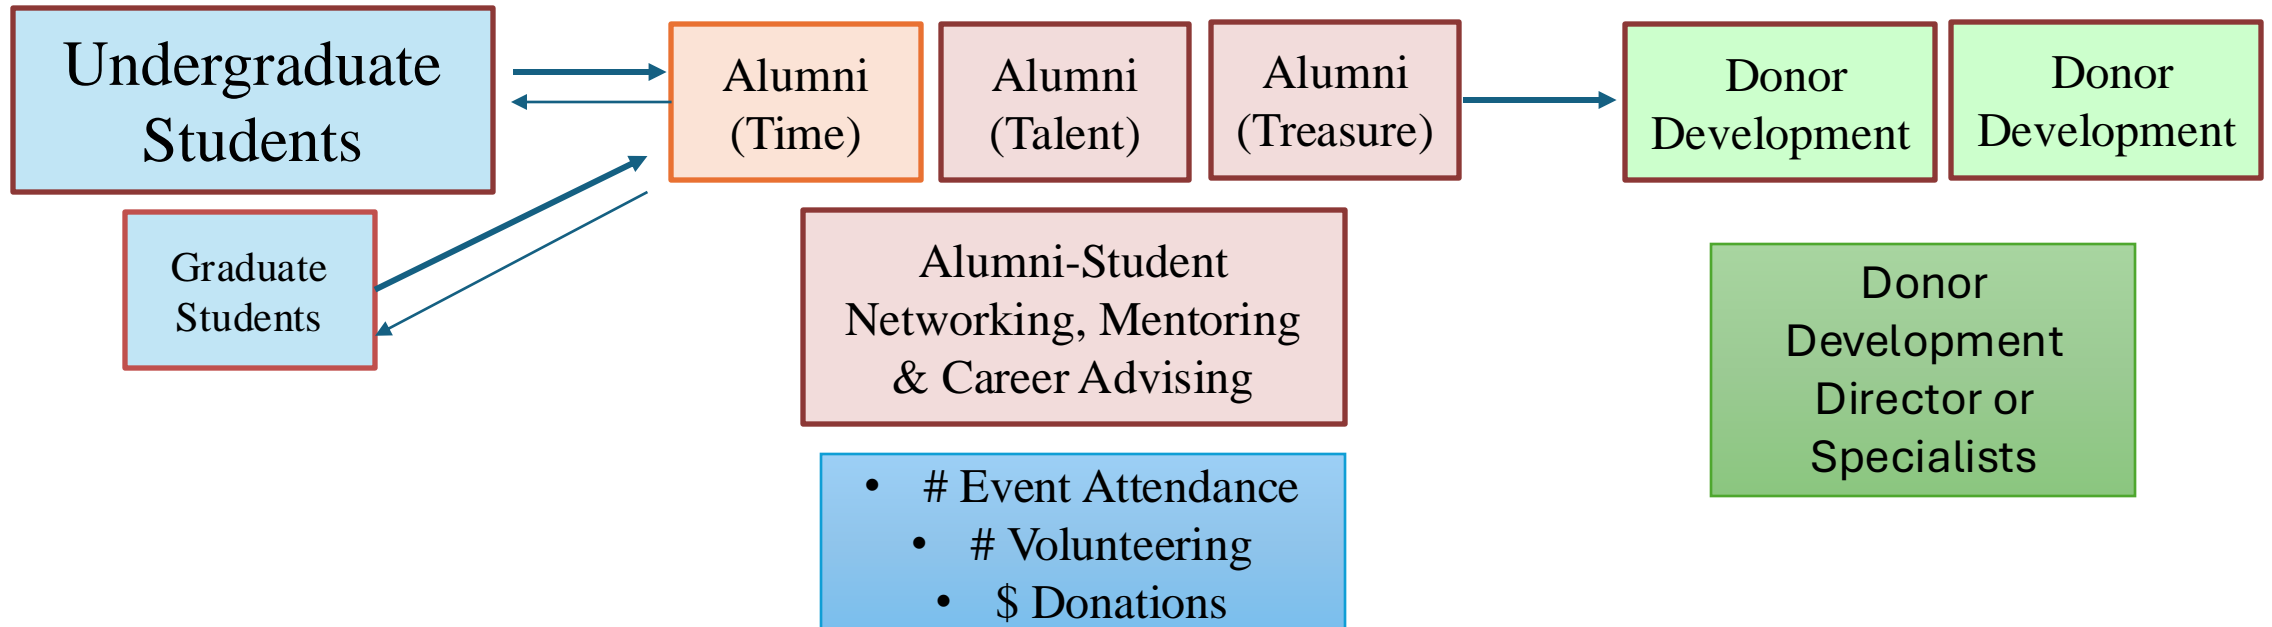 Undergraduate
Students
Alumni
(Time)
Alumni
(Talent)
Alumni
(Treasure)
Donor
Development
Donor
Development
Graduate
Students
Alumni-Student
Networking, Mentoring
& Career Advising
Donor
Development
Director or
Specialists
• # Event Attendance
• # Volunteering
• $ Donations